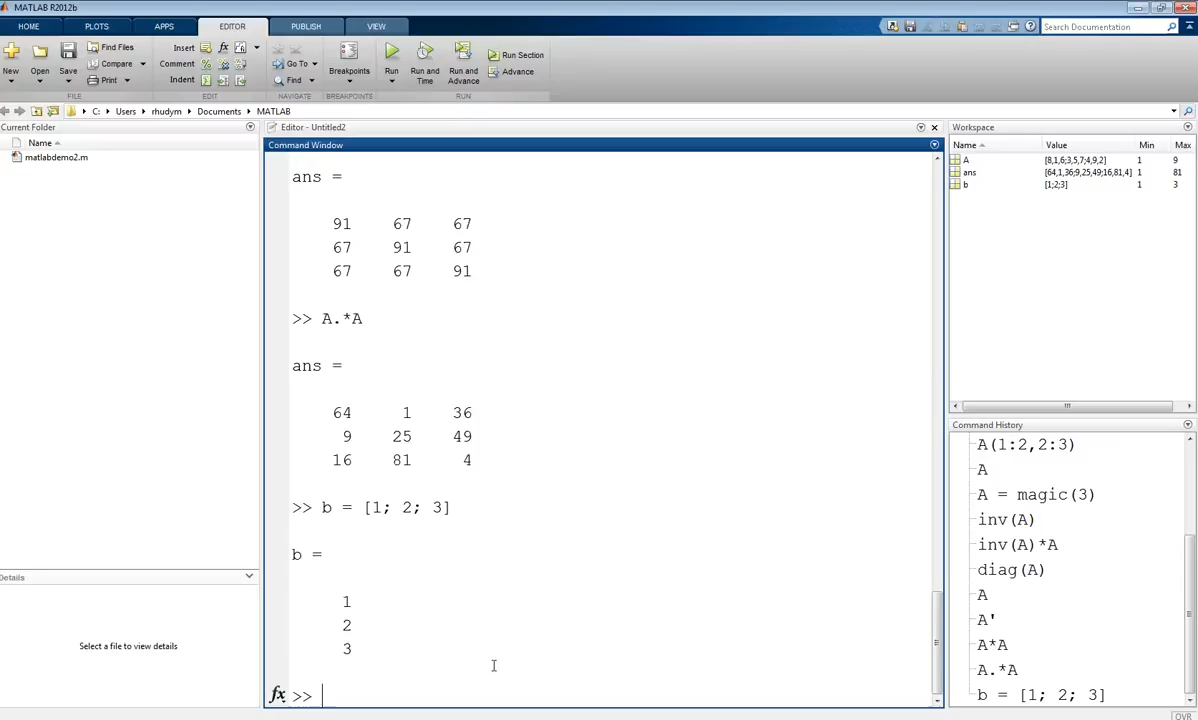 MATLAB R2012b
HOME PLOTS APPS EDITOR PUBLISH VIEW
Search Documentation
New Open Save Find Files Compare Print
Insert Comment Indent
Go To Find
Breakpoints Run Run and Time Run and Advance Run Section Advance
FILE EDIT NAVIGATE BREAKPOINTS RUN
C: Users rhudym Documents MATLAB
Current Folder
Name
matlabdemo2.m
Details
Select a file to view details
Editor - Untitled2
Command Window
ans =
91 67 67
67 91 67
67 67 91
>> A.*A
ans =
64 1 36
9 25 49
16 81 4
>> b = [1; 2; 3]
b =
1
2
3
fx >>
Workspace
Name Value Min Max
A [8,1,6;3,5,7;4,9,2] 1 9
ans [64,1,36;9,25,49;16,81,4] 1 81
b [1;2;3] 1 3
Command History
A(1:2,2:3)
A
A = magic(3)
inv(A)
inv(A)*A
diag(A)
A
A'
A*A
A.*A
b = [1; 2; 3]
OVR